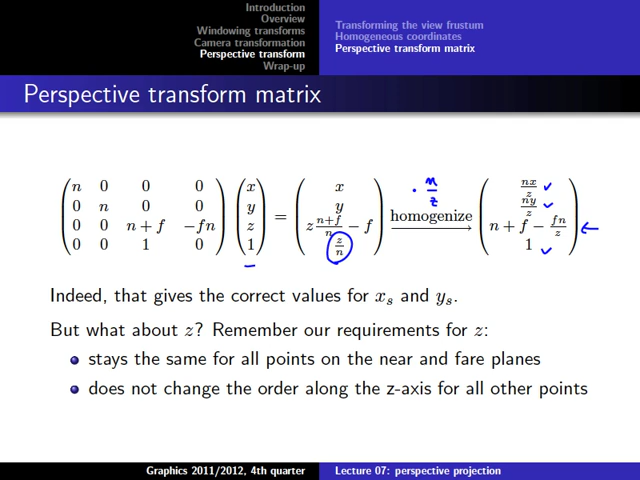 Introduction
Overview
Windowing transforms
Camera transformation
Perspective transform
Wrap-up
Transforming the view frustum
Homogeneous coordinates
Perspective transform matrix
Perspective transform matrix
n 0 0 0
0 n 0 0
0 0 n + f −fn
0 0 1 0
x
y
z
1
=
x
y
z (n+f)/n − f
z/n
· n/z
homogenize
nx/z ✓
ny/z ✓
n + f − fn/z ←
1 ✓
Indeed, that gives the correct values for x_s and y_s.
But what about z? Remember our requirements for z:
stays the same for all points on the near and fare planes
does not change the order along the z-axis for all other points
Graphics 2011/2012, 4th quarter
Lecture 07: perspective projection